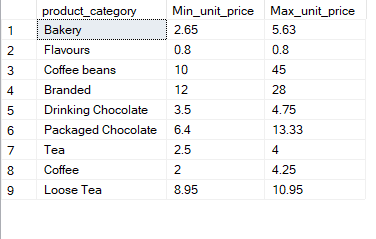 product_category Min_unit_price Max_unit_price
1 Bakery 2.65 5.63
2 Flavours 0.8 0.8
3 Coffee beans 10 45
4 Branded 12 28
5 Drinking Chocolate 3.5 4.75
6 Packaged Chocolate 6.4 13.33
7 Tea 2.5 4
8 Coffee 2 4.25
9 Loose Tea 8.95 10.95